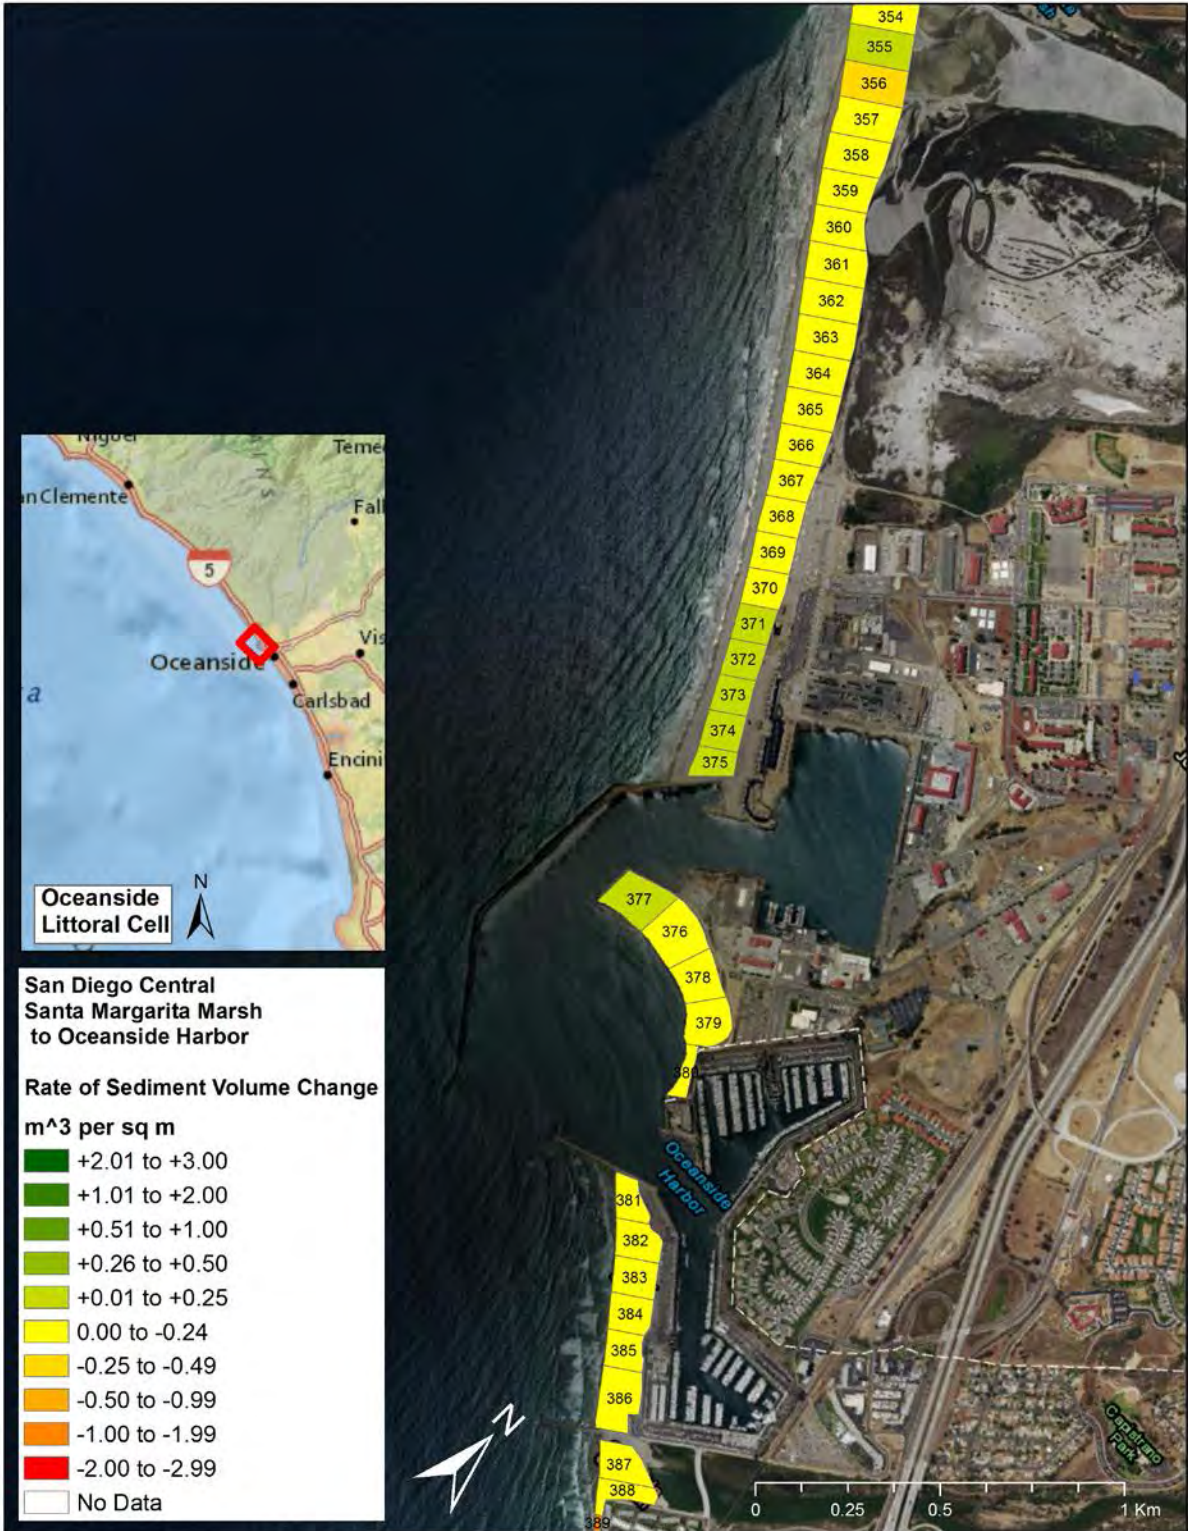 354
355
356
357
358
359
360
361
362
363
364
365
366
367
368
369
370
371
372
373
374
375
377
376
378
379
380
Oceanside
Harbor
381
382
383
384
385
386
387
388
389
Capistrano
Park
0 0.25 0.5 1 Km
N
Niguel
Teme
an Clemente
Fall
5
Vis
Oceanside
a
Carlsbad
Encini
Oceanside
Littoral Cell
N
San Diego Central
Santa Margarita Marsh
to Oceanside Harbor
Rate of Sediment Volume Change
m^3 per sq m
+2.01 to +3.00
+1.01 to +2.00
+0.51 to +1.00
+0.26 to +0.50
+0.01 to +0.25
0.00 to -0.24
-0.25 to -0.49
-0.50 to -0.99
-1.00 to -1.99
-2.00 to -2.99
No Data